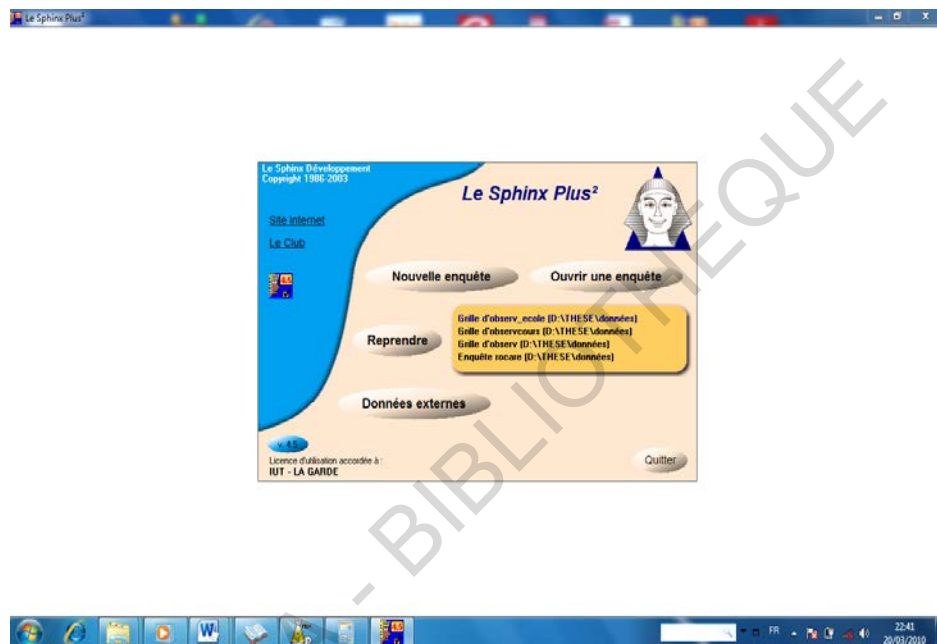 Le Sphinx Plus²
Le Sphinx Développement
Copyright 1986-2003
Le Sphinx Plus²
Site internet
Le Club
4.5
Nouvelle enquête
Ouvrir une enquête
Reprendre
Grille d'observ_ecole (D:\THESE\données)
Grille d'observcours (D:\THESE\données)
Grille d'observ (D:\THESE\données)
Enquête rocare (D:\THESE\données)
Données externes
v. 4.5
Licence d'utilisation accordée à :
IUT - LA GARDE
Quitter
A - BIBLIOTHEQUE
FR
22:41
20/03/2010